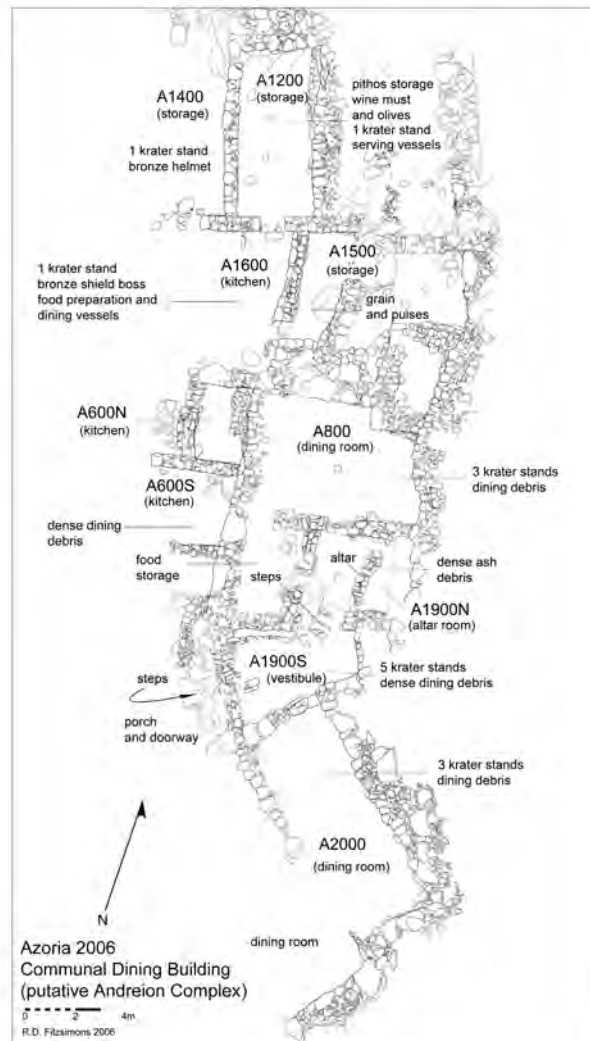 A1200
(storage)
A1400
(storage)
pithos storage
wine must
and olives
1 krater stand
serving vessels
1 krater stand
bronze helmet
A1600
(kitchen)
A1500
(storage)
1 krater stand
bronze shield boss
food preparation and
dining vessels
grain
and pulses
A600N
(kitchen)
A800
(dining room)
A600S
(kitchen)
3 krater stands
dining debris
dense dining
debris
food
storage
steps
altar
dense ash
debris
A1900N
(altar room)
A1900S
(vestibule)
5 krater stands
dense dining debris
steps
porch
and doorway
3 krater stands
dining debris
A2000
(dining room)
N
dining room
Azoria 2006
Communal Dining Building
(putative Andreion Complex)
0 2 4m
R.D. Fitzsimons 2006